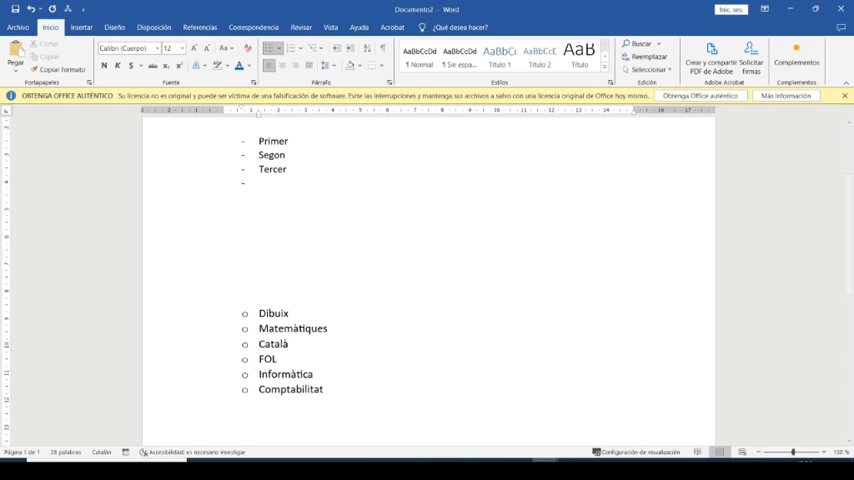 Documento2 - Word
Inic. ses.
Archivo Inicio Insertar Diseño Disposición Referencias Correspondencia Revisar Vista Ayuda Acrobat ¿Qué desea hacer?
Pegar
Cortar
Copiar
Copiar formato
Portapapeles
Calibri (Cuerpo) 12
Fuente
Párrafo
AaBbCcDd AaBbCcDd AaBbCc AaBbCcD AaB
¶ Normal ¶ Sin espa... Título 1 Título 2 Título
Estilos
Buscar
Reemplazar
Seleccionar
Edición
Crear y compartir PDF de Adobe
Solicitar firmas
Adobe Acrobat
Complementos
Complementos
OBTENGA OFFICE AUTÉNTICO Su licencia no es original y puede ser víctima de una falsificación de software. Evite las interrupciones y mantenga sus archivos a salvo con una licencia original de Office hoy mismo. Obtenga Office auténtico Más información
- Primer
- Segon
- Tercer
-
o Dibuix
o Matemàtiques
o Català
o FOL
o Informàtica
o Comptabilitat
Página 1 de 1 28 palabras Catalán Accesibilidad: es necesario investigar Configuración de visualización 130 %